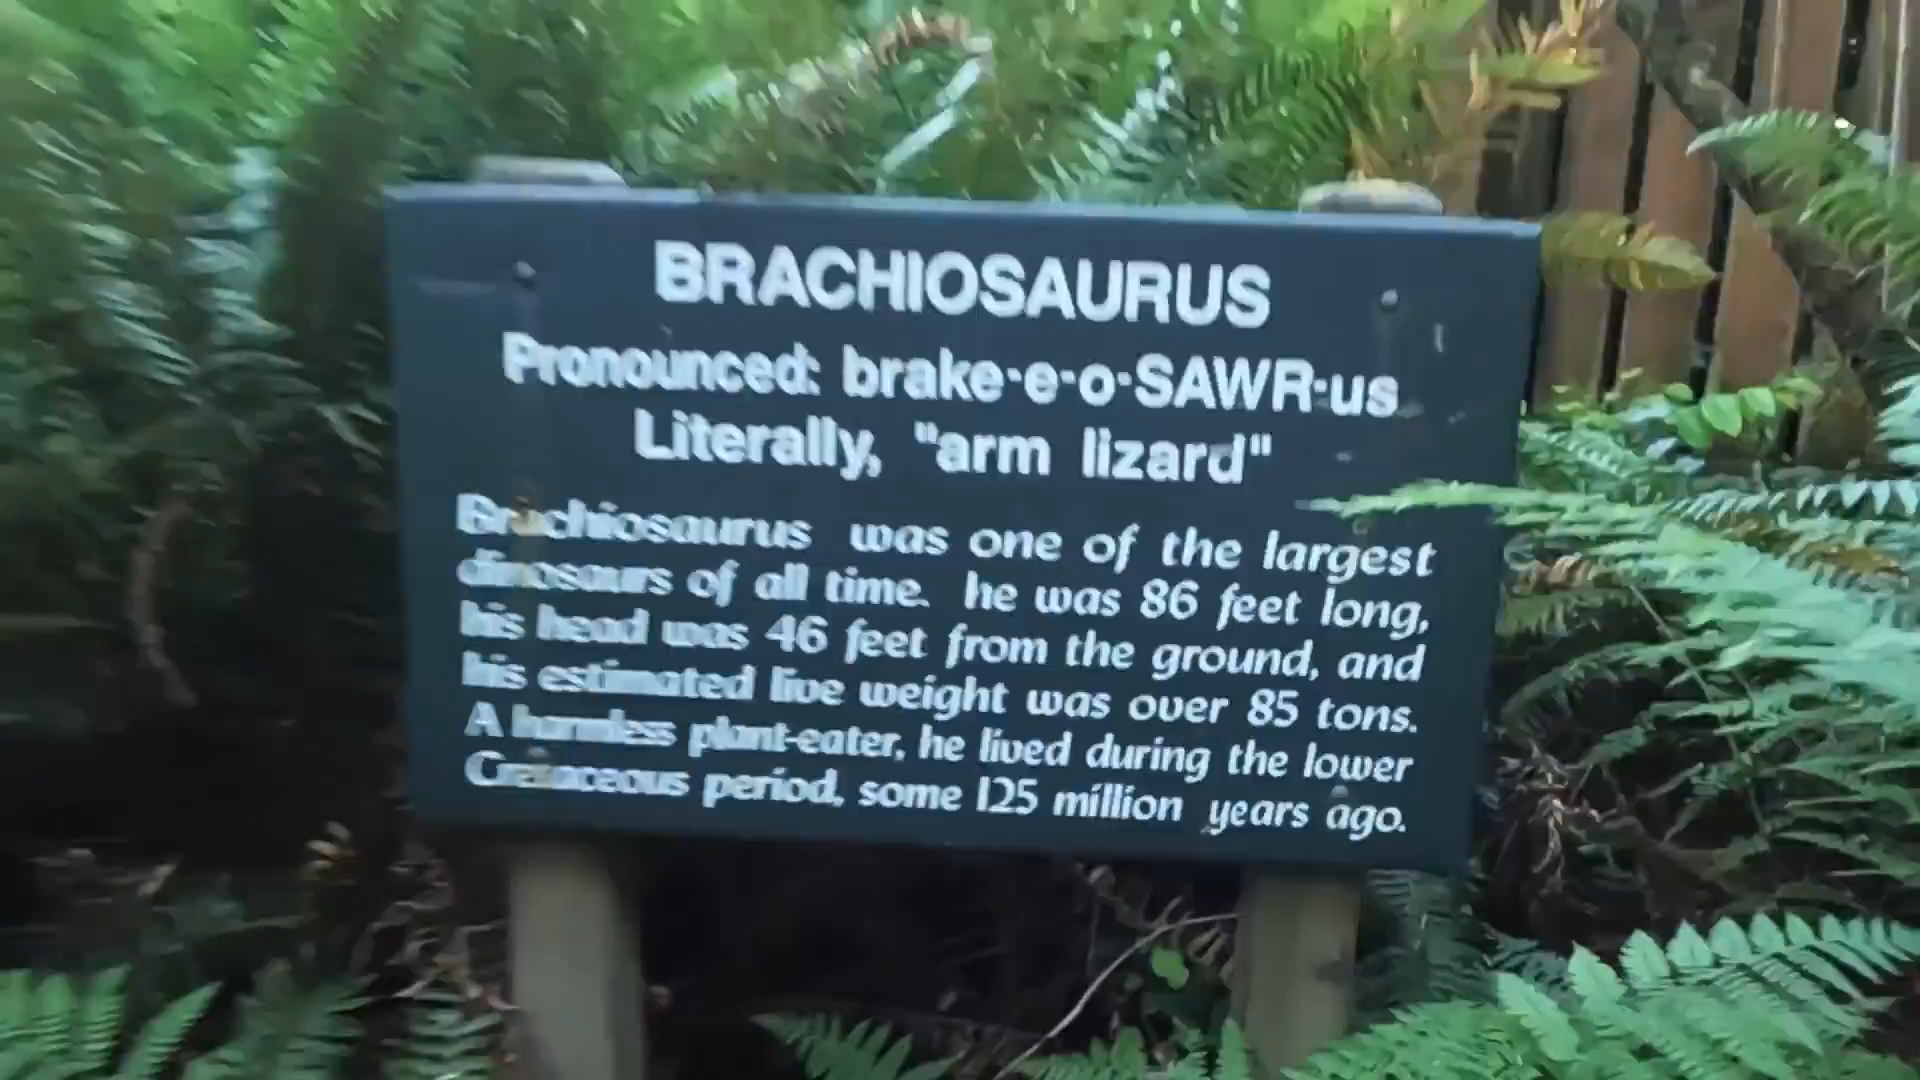 BRACHIOSAURUS
Pronounced: brake-e-o-SAWR-us
Literally, "arm lizard"
Brachiosaurus was one of the largest
dinosaurs of all time. he was 86 feet long,
his head was 46 feet from the ground, and
his estimated live weight was over 85 tons.
A harmless plant-eater, he lived during the lower
Cretaceous period, some 125 million years ago.